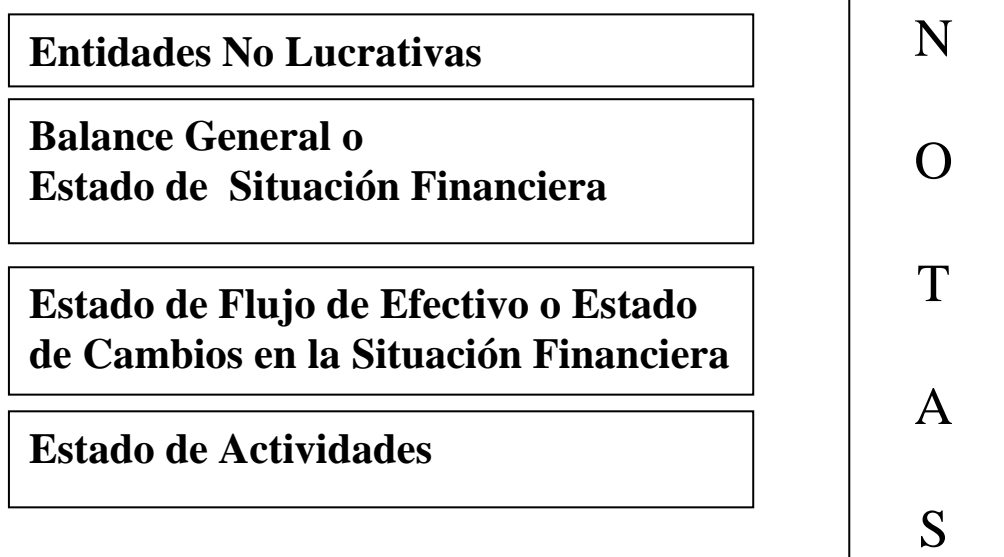 Entidades No Lucrativas
Balance General o
Estado de  Situación Financiera
Estado de Flujo de Efectivo o Estado
de Cambios en la Situación Financiera
Estado de Actividades
N
O
T
A
S